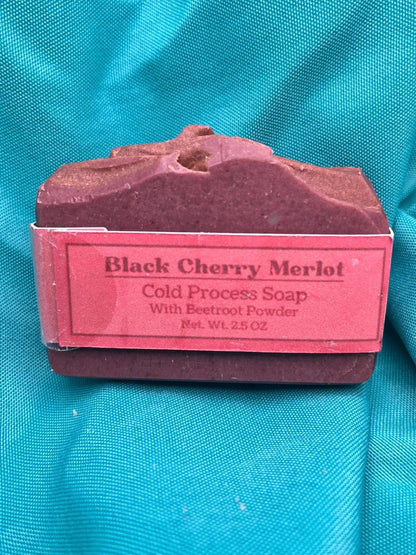 Black Cherry Merlot
Cold Process Soap
With Beetroot Powder
Net. Wt. 2.5 OZ